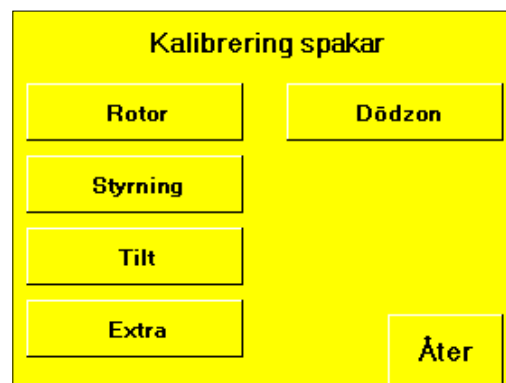 Kalibrering spakar
Rotor
Dödzon
Styrning
Tilt
Extra
Åter